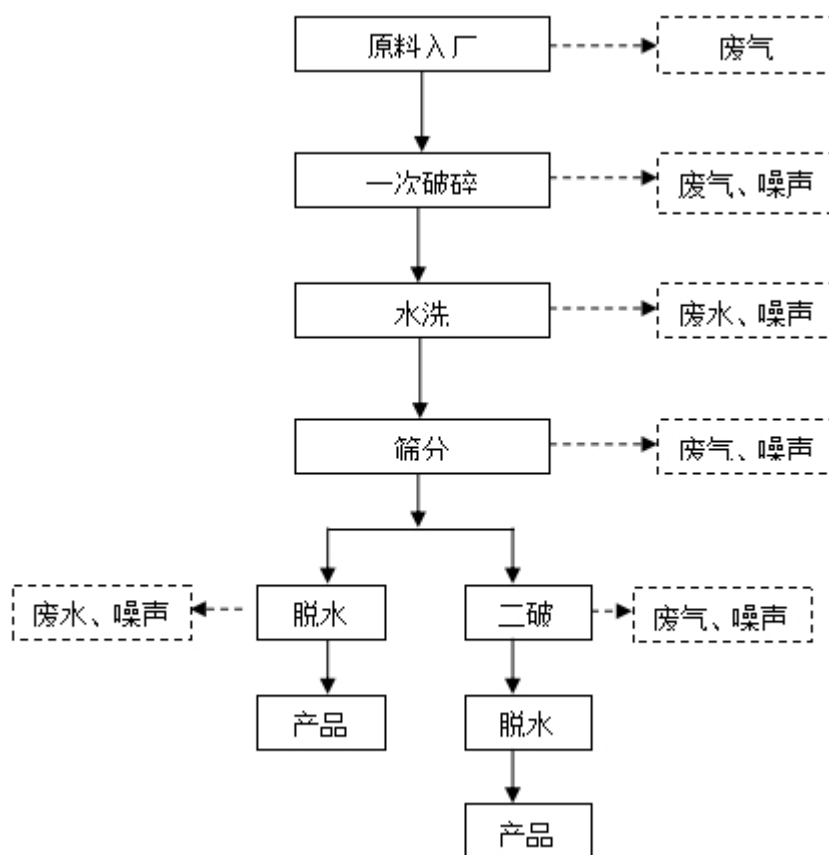 原料入厂
废气
一次破碎
废气、噪声
水洗
废水、噪声
筛分
废气、噪声
废水、噪声
脱水
二破
废气、噪声
产品
脱水
产品